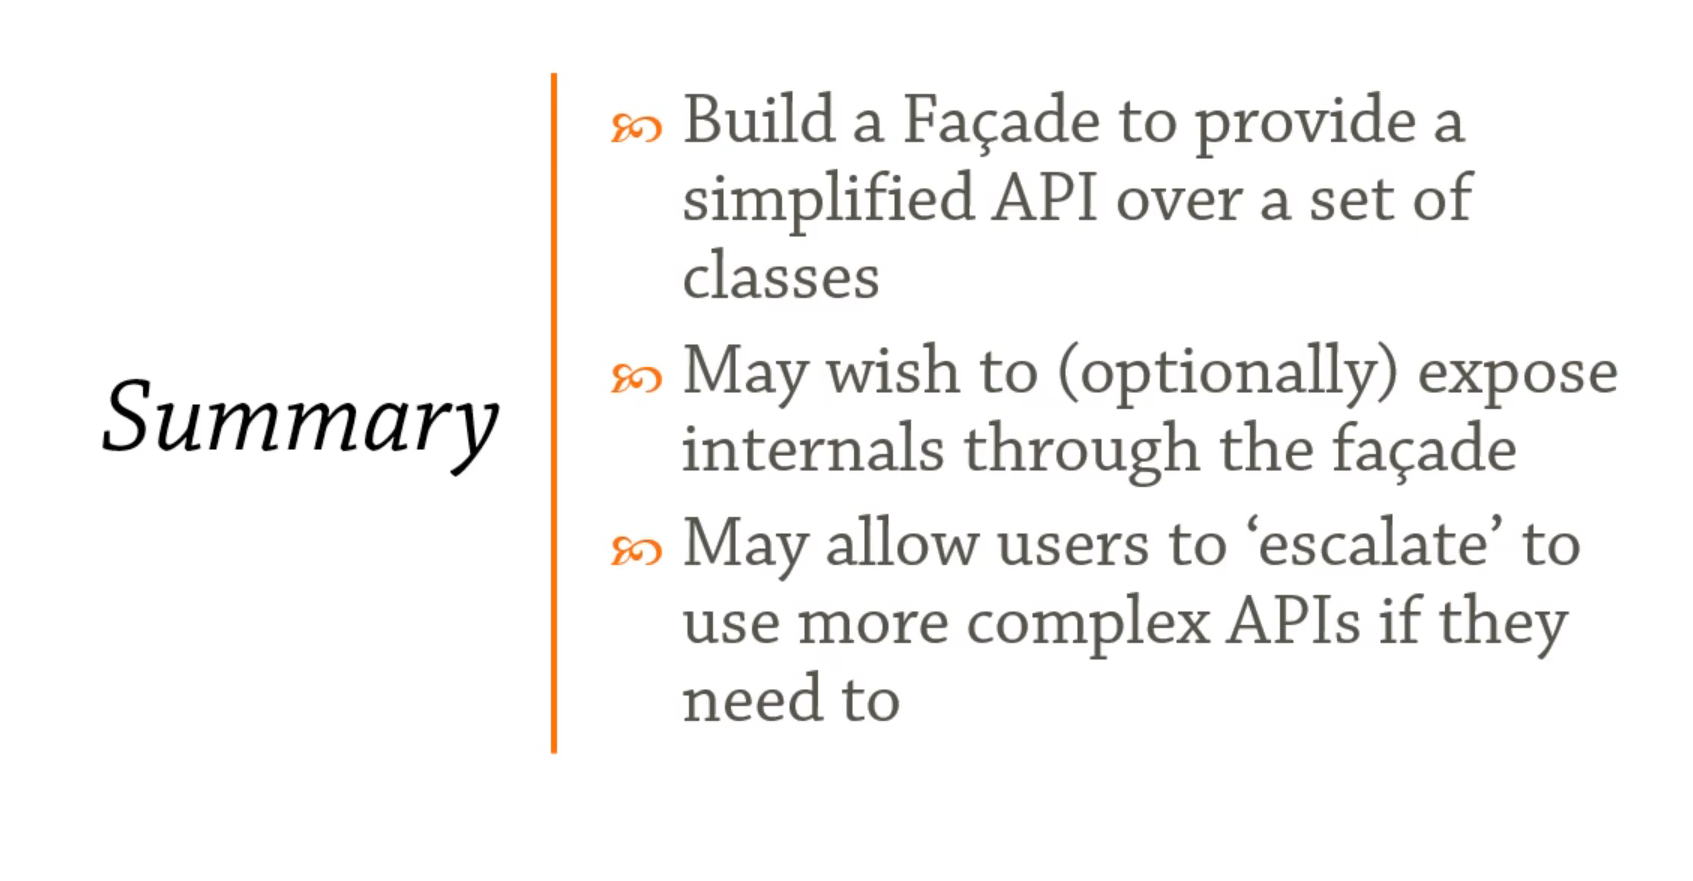 Summary
Build a Façade to provide a
simplified API over a set of
classes
May wish to (optionally) expose
internals through the façade
May allow users to ‘escalate’ to
use more complex APIs if they
need to